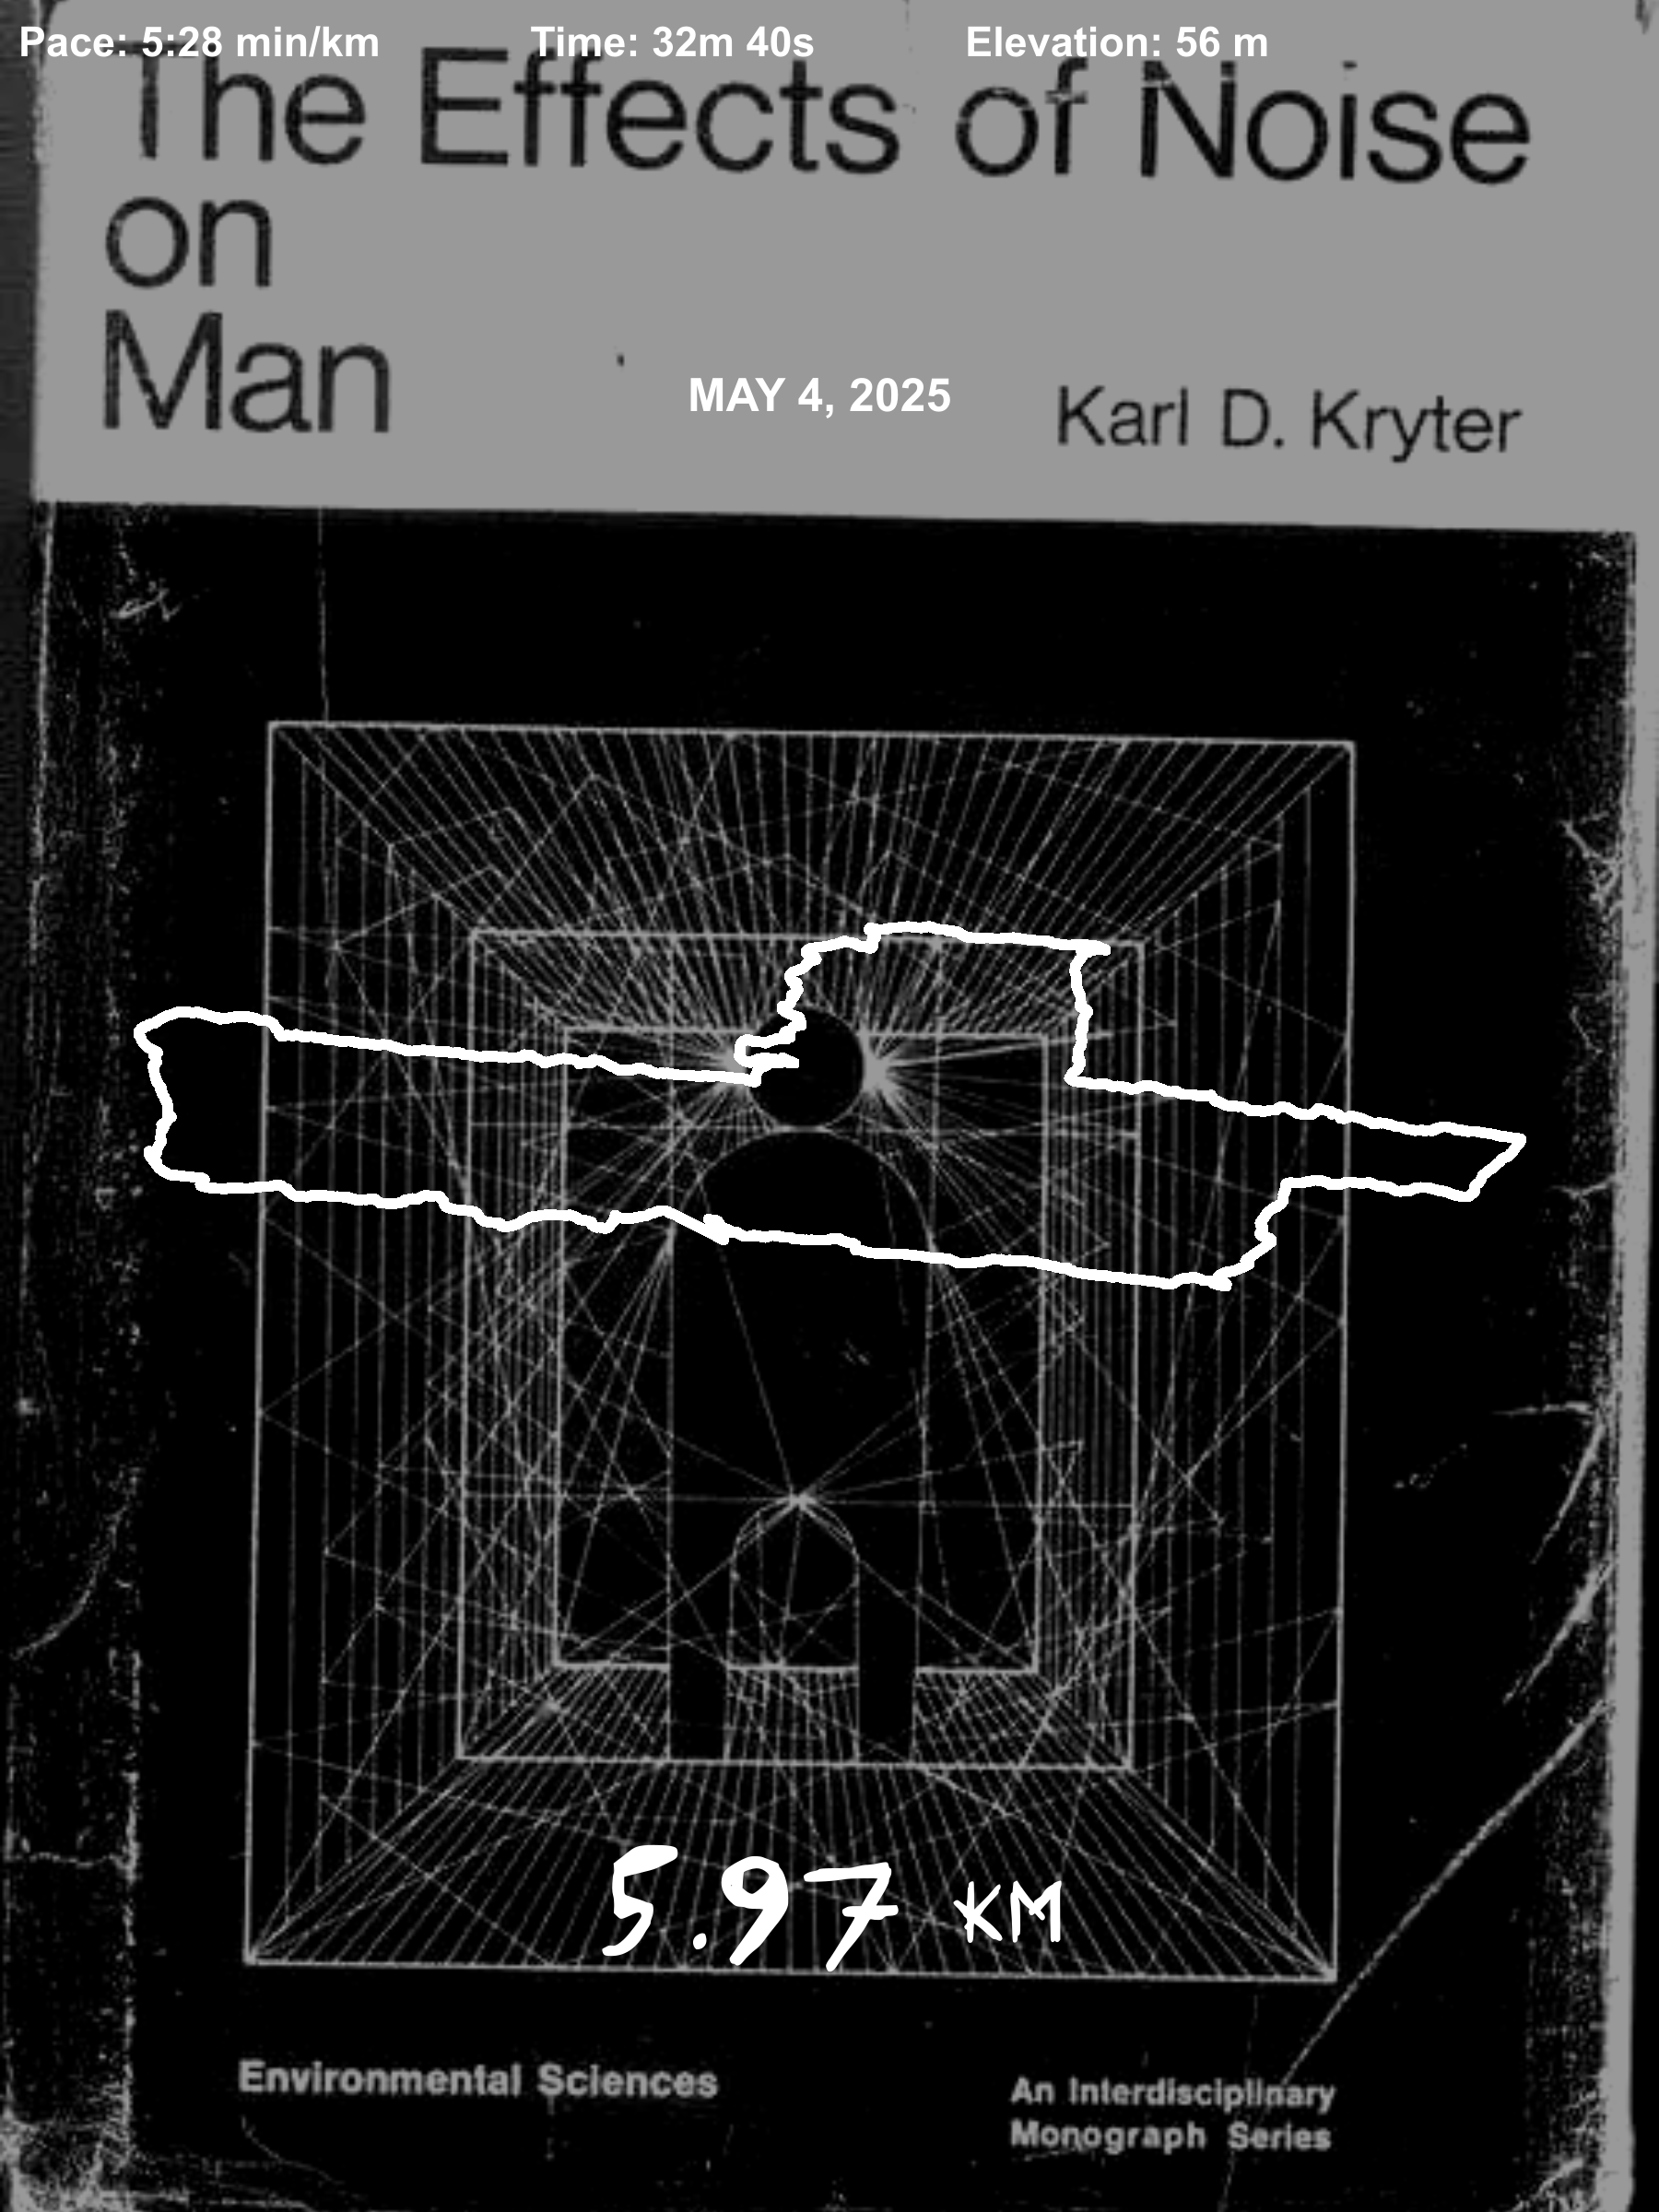 Pace: 5:28 min/km Time: 32m 40s Elevation: 56 m
The Effects of Noise
on
Man
MAY 4, 2025
Karl D. Kryter
5.97 KM
Environmental Sciences
An Interdisciplinary
Monograph Series